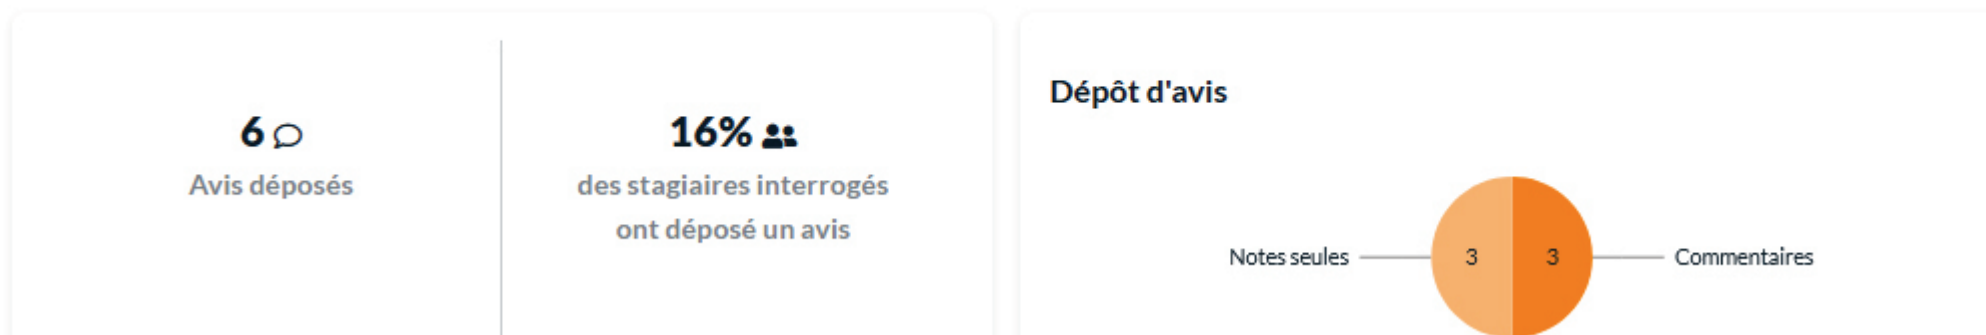 6
Avis déposés
16%
des stagiaires interrogés
ont déposé un avis
Dépôt d'avis
Notes seules
3
3
Commentaires